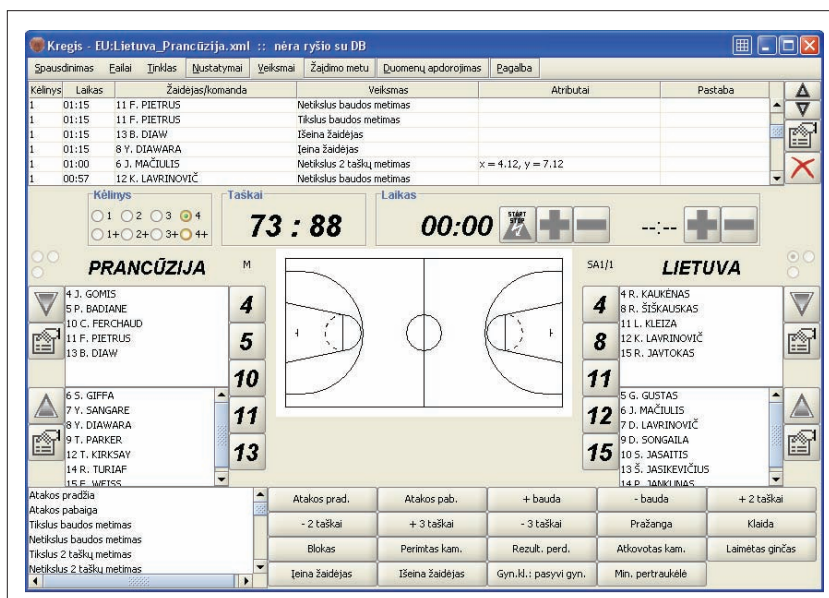 Kregis - EU:Lietuva_Prancūzija.xml :: nėra ryšio su DB
Spausdinimas Failai Tinklas Nustatymai Veiksmai Žaidimo metu Duomenų apdorojimas Pagalba
Kėlinys Laikas Žaidėjas/komanda Veiksmas Atributai Pastaba
1 01:15 11 F. PIETRUS Netikslus baudos metimas
1 01:15 11 F. PIETRUS Tikslus baudos metimas
1 01:15 13 B. DIAW Išeina žaidėjas
1 01:15 8 Y. DIAWARA Įeina žaidėjas
1 01:00 6 J. MAČIULIS Netikslus 2 taškų metimas x = 4.12, y = 7.12
1 00:57 12 K. LAVRINOVIČ Netikslus baudos metimas
Kėlinys Taškai Laikas
1 2 3 4
1+ 2+ 3+ 4+
73 : 88
00:00 START STOP --:--
PRANCŪZIJA M SA1/1 LIETUVA
4 J. GOMIS
5 P. BADIANE
10 C. FERCHAUD
11 F. PIETRUS
13 B. DIAW
6 S. GIFFA
7 Y. SANGARE
8 Y. DIAWARA
9 T. PARKER
12 T. KIRKSAY
14 R. TURIAF
15 F. WEISS
4
5
10
11
13
4
8
11
12
15
4 R. KAUKĖNAS
8 R. ŠIŠKAUSKAS
11 L. KLEIZA
12 K. LAVRINOVIČ
15 R. JAVTOKAS
5 G. GUSTAS
6 J. MAČIULIS
7 D. LAVRINOVIČ
9 D. SONGAILA
10 S. JASAITIS
13 Š. JASIKEVIČIUS
14 P. JANKUNAS
Atakos pradžia
Atakos pabaiga
Tikslus baudos metimas
Netikslus baudos metimas
Tikslus 2 taškų metimas
Netikslus 2 taškų metimas
Atakos prad. Atakos pab. + bauda - bauda + 2 taškai
- 2 taškai + 3 taškai - 3 taškai Pražanga Klaida
Blokas Perimtas kam. Rezult. perd. Atkovotas kam. Laimėtas ginčas
Įeina žaidėjas Išeina žaidėjas Gyn.kl.: pasyvi gyn. Min. pertraukėlė